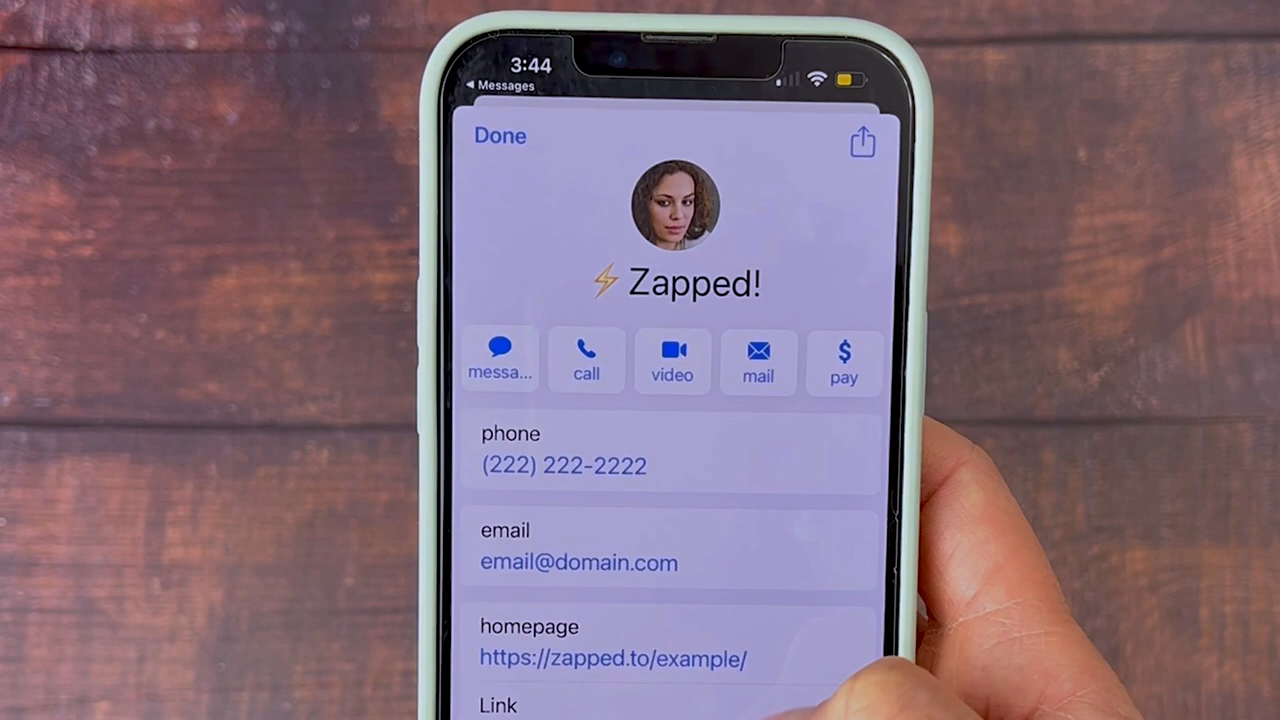 3:44
◀ Messages
Done
⚡ Zapped!
messa...
call
video
mail
$
pay
phone
(222) 222-2222
email
email@domain.com
homepage
https://zapped.to/example/
Link